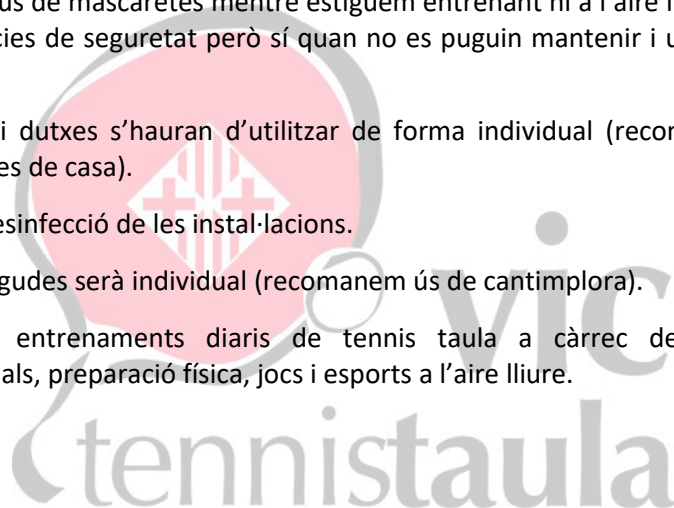 ús de mascaretes mentre estiguem entrenant ni a l'aire
cies de seguretat però sí quan no es puguin mantenir i
i dutxes s'hauran d'utilitzar de forma individual
es de casa).
esinfecció de les instal·lacions.
gudes serà individual (recomanem ús de cantimplora).
entrenaments diaris de tennis taula a càrrec
als, preparació física, jocs i esports a l'aire lliure.
vic
tennistaula